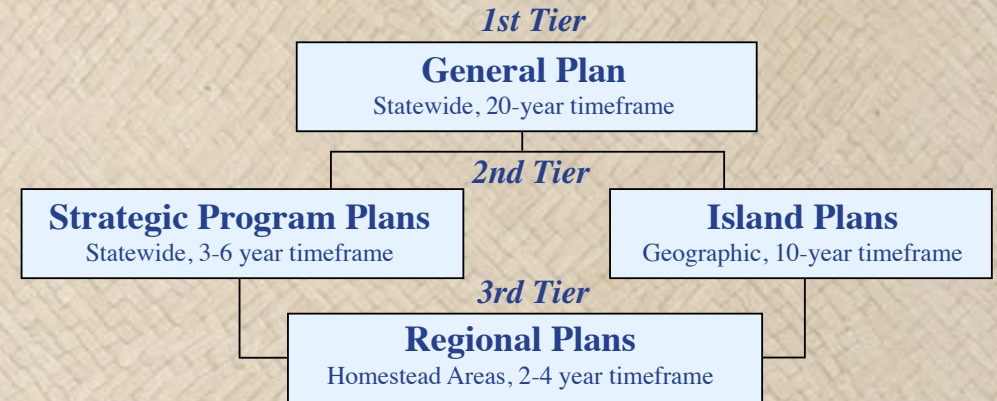 1st Tier
General Plan
Statewide, 20-year timeframe
2nd Tier
Strategic Program Plans
Statewide, 3-6 year timeframe
Island Plans
Geographic, 10-year timeframe
3rd Tier
Regional Plans
Homestead Areas, 2-4 year timeframe